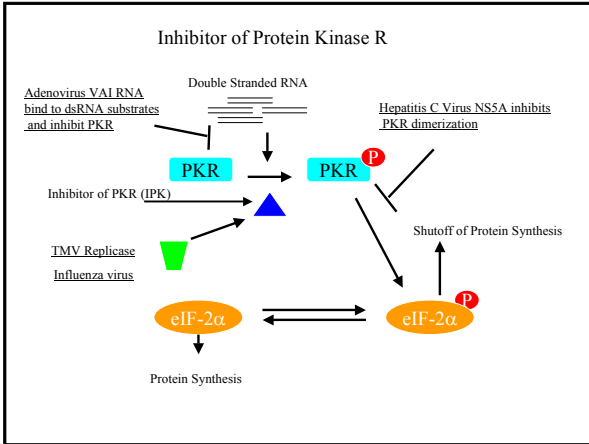 Inhibitor of Protein Kinase R
Double Stranded RNA
Adenovirus VAI RNA
bind to dsRNA substrates
and inhibit PKR
Hepatitis C Virus NS5A inhibits
PKR dimerization
P
PKR
PKR
Inhibitor of PKR (IPK)
Shutoff of Protein Synthesis
TMV Replicase
Influenza virus
P
eIF-2α
eIF-2α
Protein Synthesis